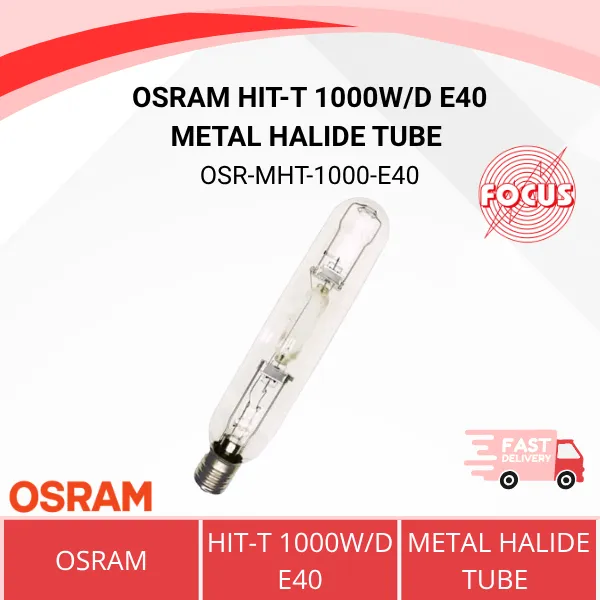 OSRAM HIT-T 1000W/D E40
METAL HALIDE TUBE
OSR-MHT-1000-E40
FOCUS
FAST
DELIVERY
OSRAM
OSRAM
HIT-T 1000W/D
E40
METAL HALIDE
TUBE